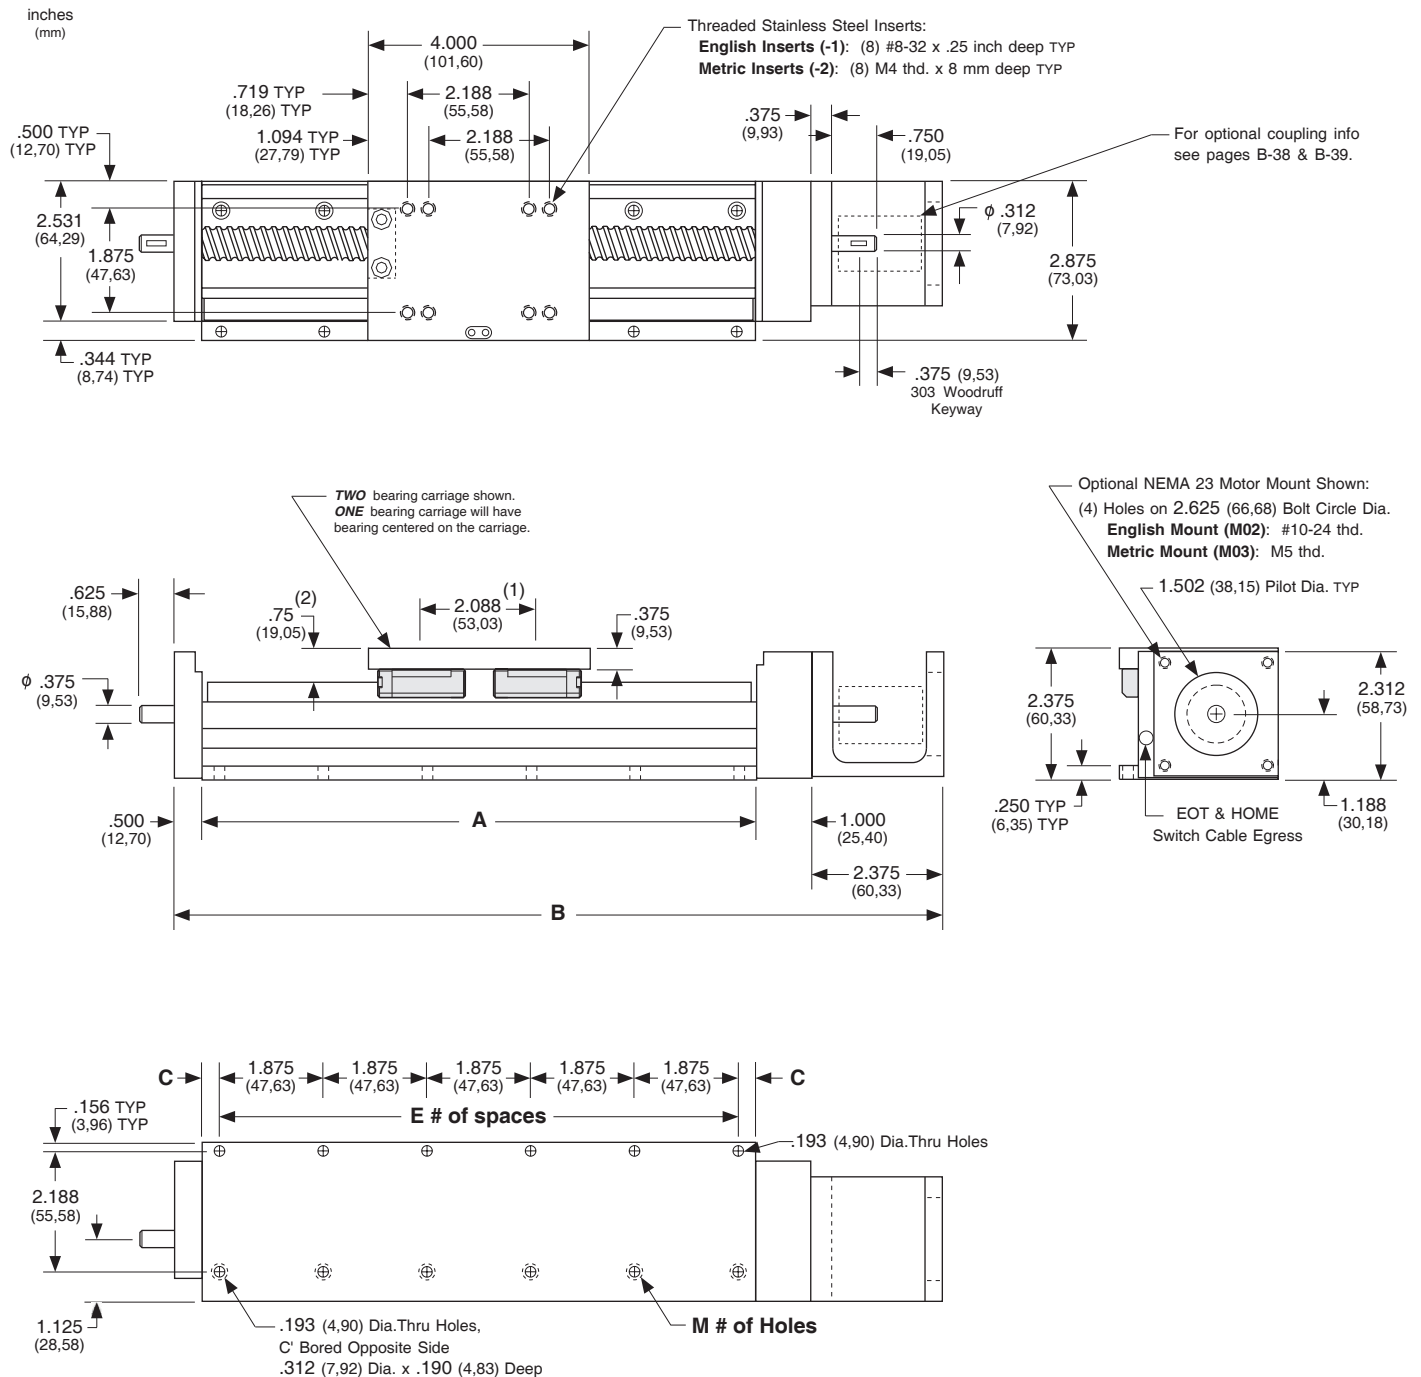 inches
(mm)
4.000
(101,60)
.719 TYP
(18,26) TYP
2.188
(55,58)
1.094 TYP
(27,79) TYP
2.188
(55,58)
.500 TYP
(12,70) TYP
2.531
(64,29)
1.875
(47,63)
.344 TYP
(8,74) TYP
Threaded Stainless Steel Inserts:
English Inserts (-1): (8) #8-32 x .25 inch deep TYP
Metric Inserts (-2): (8) M4 thd. x 8 mm deep TYP
.375
(9,93)
.750
(19,05)
For optional coupling info
see pages B-38 & B-39.
ϕ .312
(7,92)
2.875
(73,03)
.375 (9,53)
303 Woodruff
Keyway
TWO bearing carriage shown.
ONE bearing carriage will have
bearing centered on the carriage.
.625
(15,88)
(2)
.75
(19,05)
(1)
2.088
(53,03)
.375
(9,53)
ϕ .375
(9,53)
.500
(12,70)
A
1.000
(25,40)
2.375
(60,33)
B
Optional NEMA 23 Motor Mount Shown:
(4) Holes on 2.625 (66,68) Bolt Circle Dia.
English Mount (M02): #10-24 thd.
Metric Mount (M03): M5 thd.
1.502 (38,15) Pilot Dia. TYP
2.375
(60,33)
2.312
(58,73)
.250 TYP
(6,35) TYP
EOT & HOME
Switch Cable Egress
1.188
(30,18)
C
1.875
(47,63)
1.875
(47,63)
1.875
(47,63)
1.875
(47,63)
1.875
(47,63)
C
E # of spaces
.156 TYP
(3,96) TYP
.193 (4,90) Dia.Thru Holes
2.188
(55,58)
1.125
(28,58)
.193 (4,90) Dia.Thru Holes,
C' Bored Opposite Side
.312 (7,92) Dia. x .190 (4,83) Deep
M # of Holes